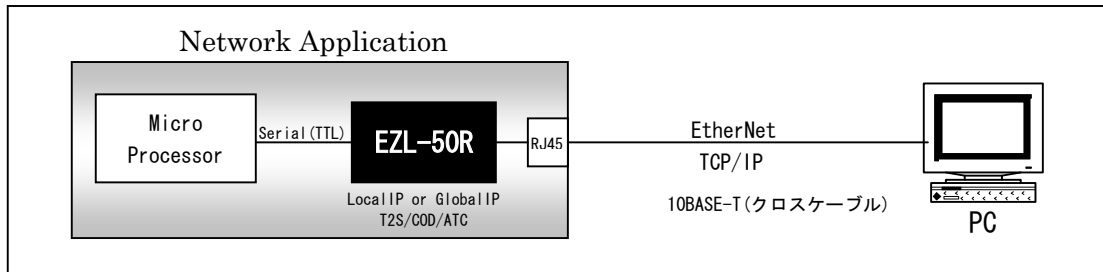 Network Application
Micro
Processor
Serial(TTL)
EZL-50R
RJ45
LocalIP or GlobalIP
T2S/COD/ATC
EtherNet
TCP/IP
10BASE-T(クロスケーブル)
PC